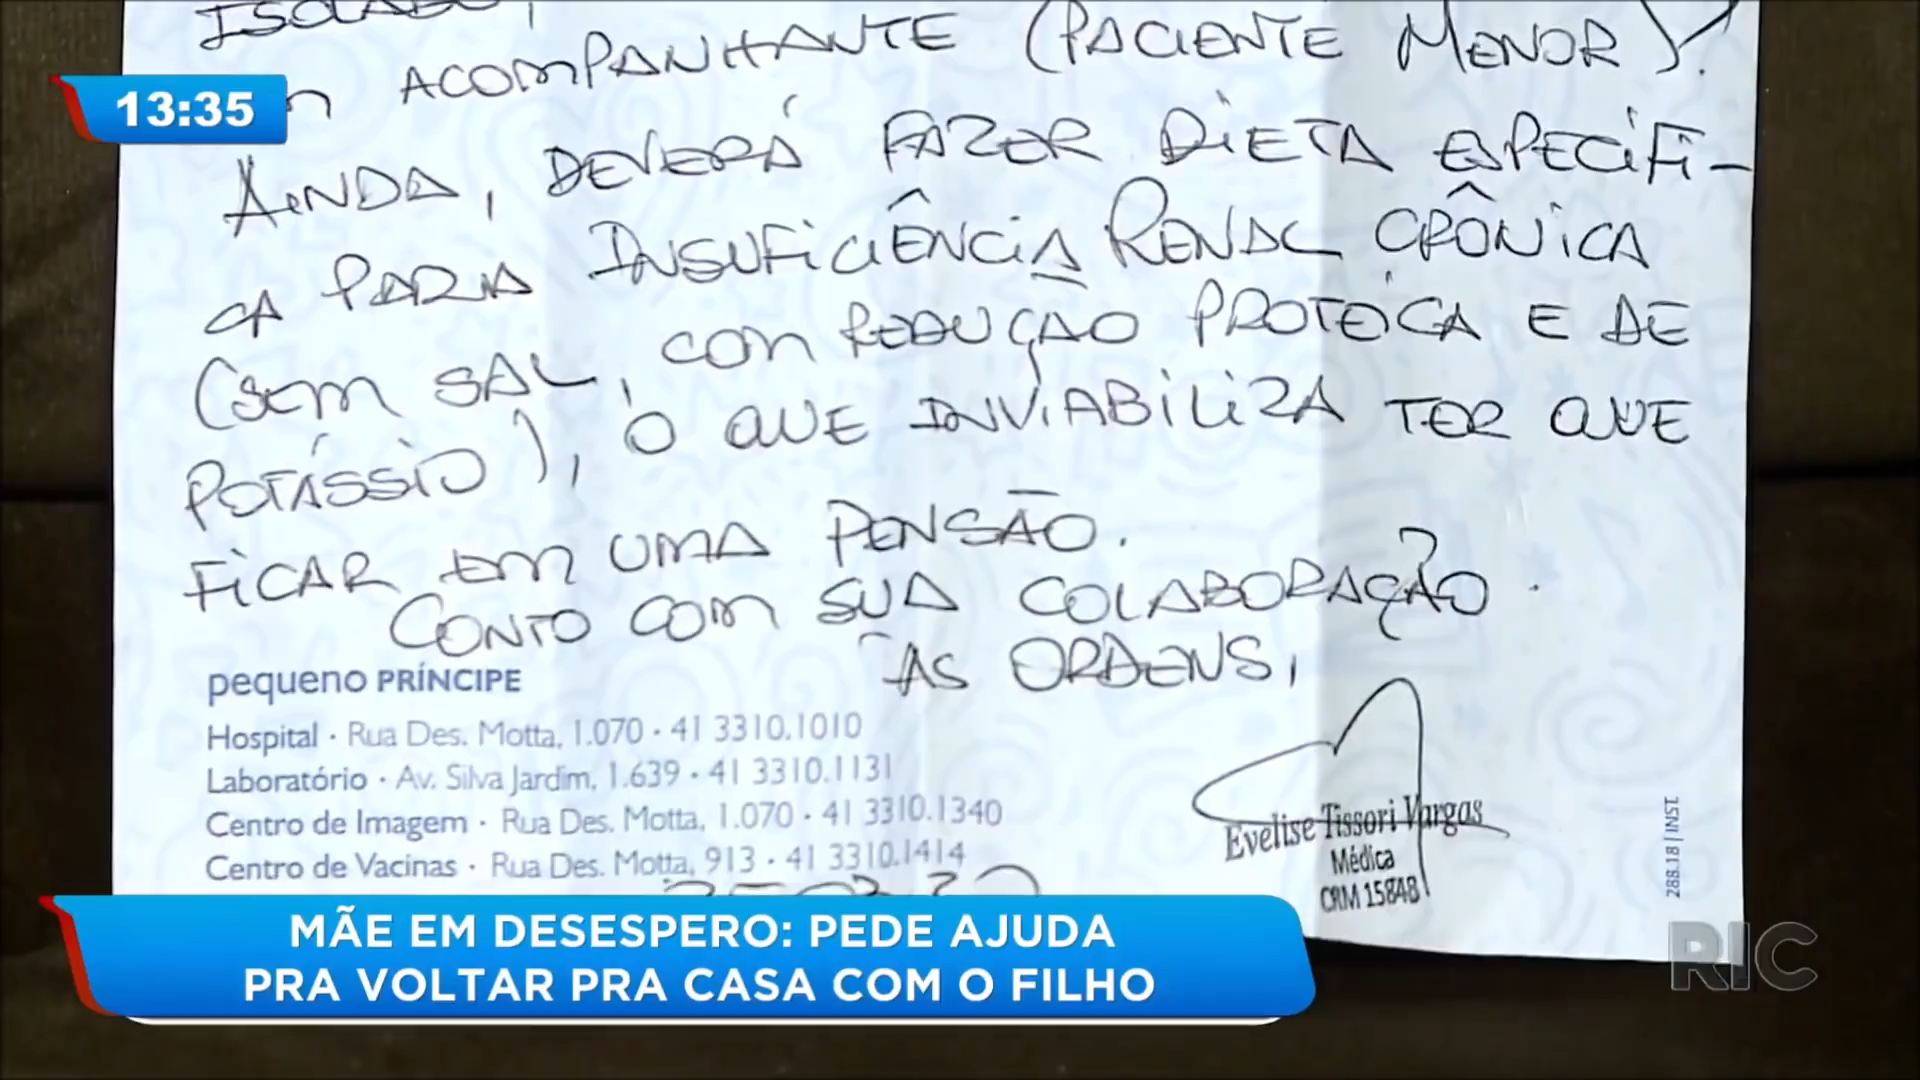 ISOLADO,
ACOMPANHANTE (PACIENTE MENOR).
13:35
AINDA, DEVERÁ FAZER DIETA ESPECIFI-
CA PARA INSUFICIÊNCIA RENAL CRÔNICA
(SEM SAL, COM REDUÇÃO PROTÉICA E DE
POTÁSSIO), O QUE INVIABILIZA TER QUE
FICAR EM UMA PENSÃO.
CONTO COM SUA COLABORAÇÃO.
ÀS ORDENS,
pequeno PRÍNCIPE
Hospital · Rua Des. Motta, 1.070 · 41 3310.1010
Laboratório · Av. Silva Jardim, 1.639 · 41 3310.1131
Centro de Imagem · Rua Des. Motta, 1.070 · 41 3310.1340
Centro de Vacinas · Rua Des. Motta, 913 · 41 3310.1414
Evelise Tissori Vargas
Médica
CRM 15848
288.18 | INST.
MÃE EM DESESPERO: PEDE AJUDA
PRA VOLTAR PRA CASA COM O FILHO
RIC